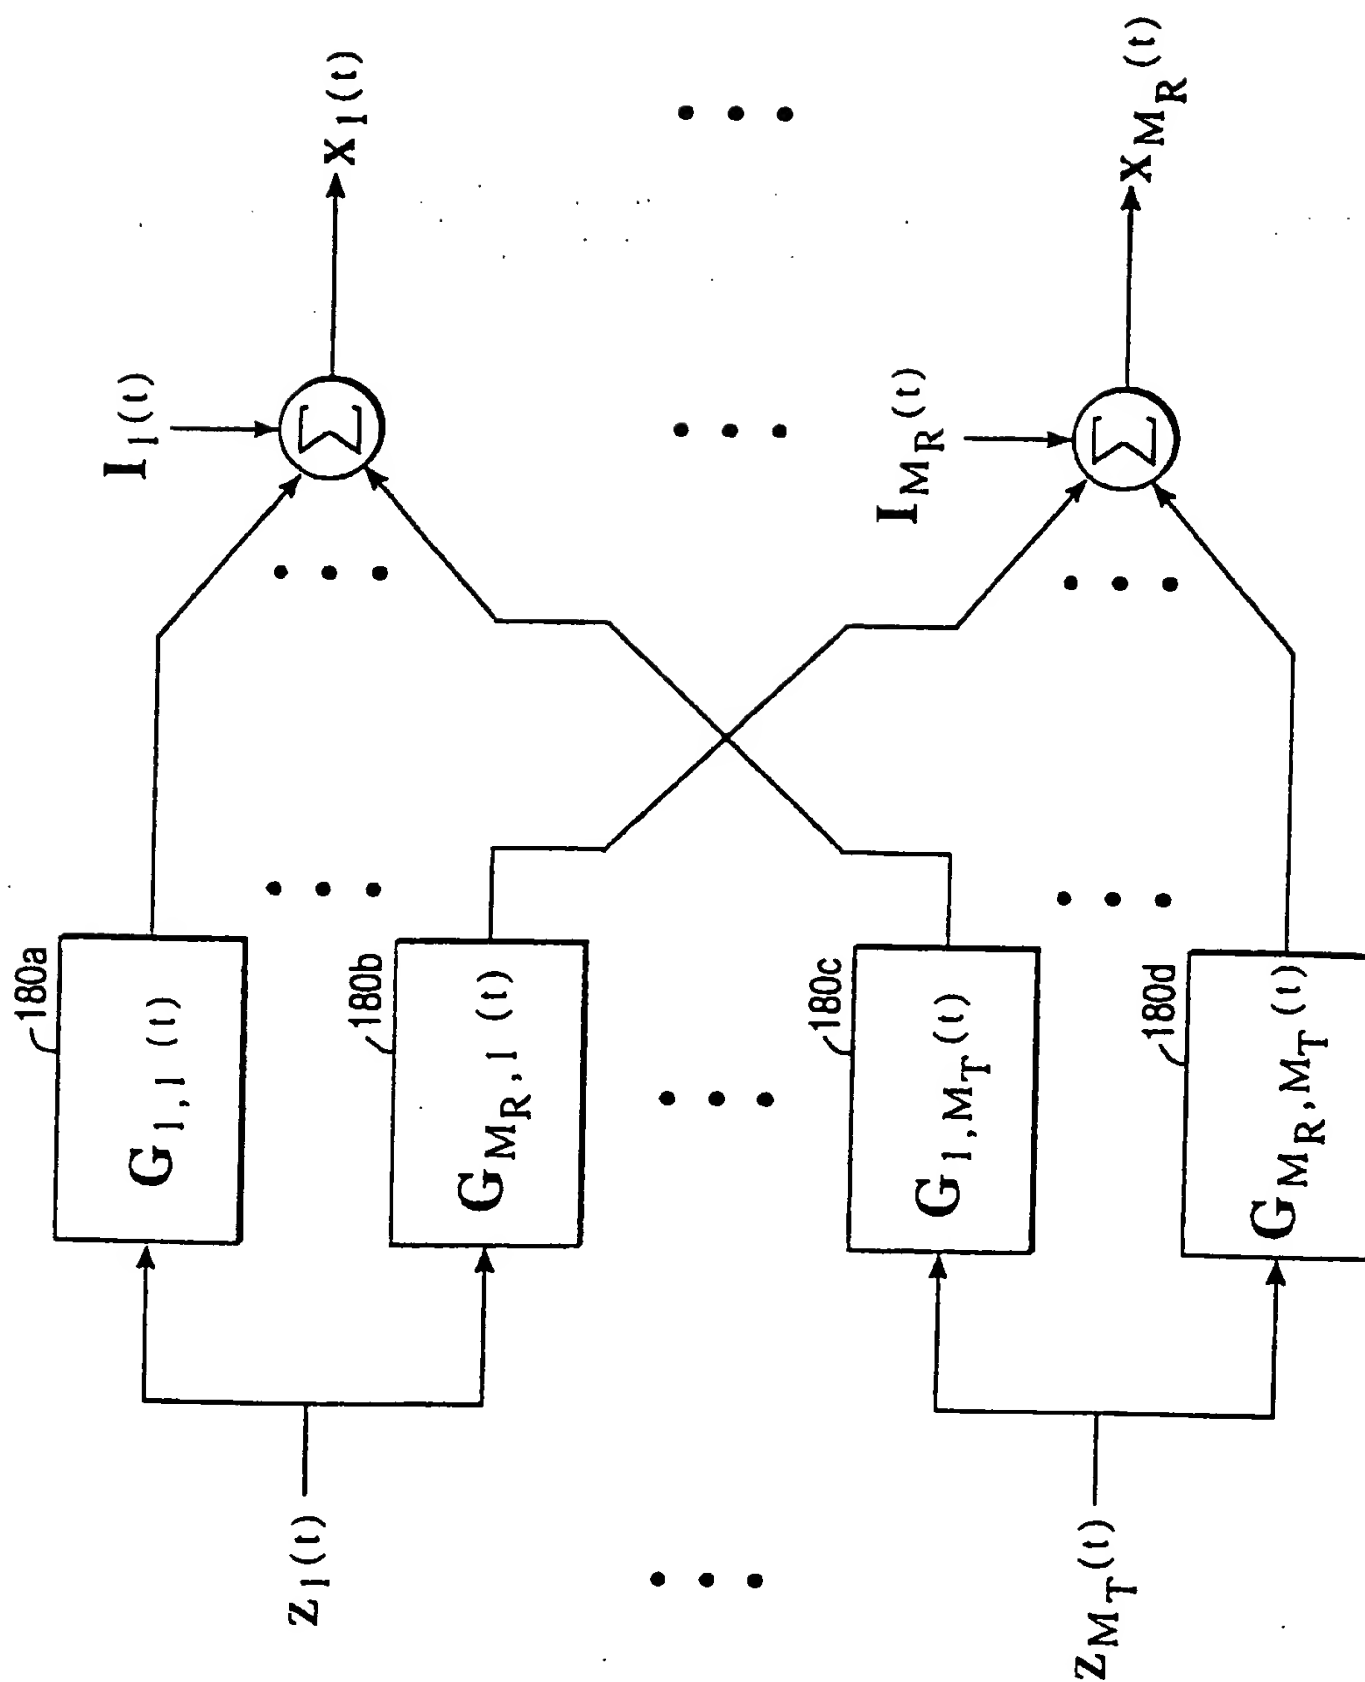 180a
G1,1(t)
180b
GMR,1(t)
180c
G1,MT(t)
180d
GMR,MT(t)
z1(t)
zMT(t)
I1(t)
IMR(t)
Σ
Σ
x1(t)
xMR(t)